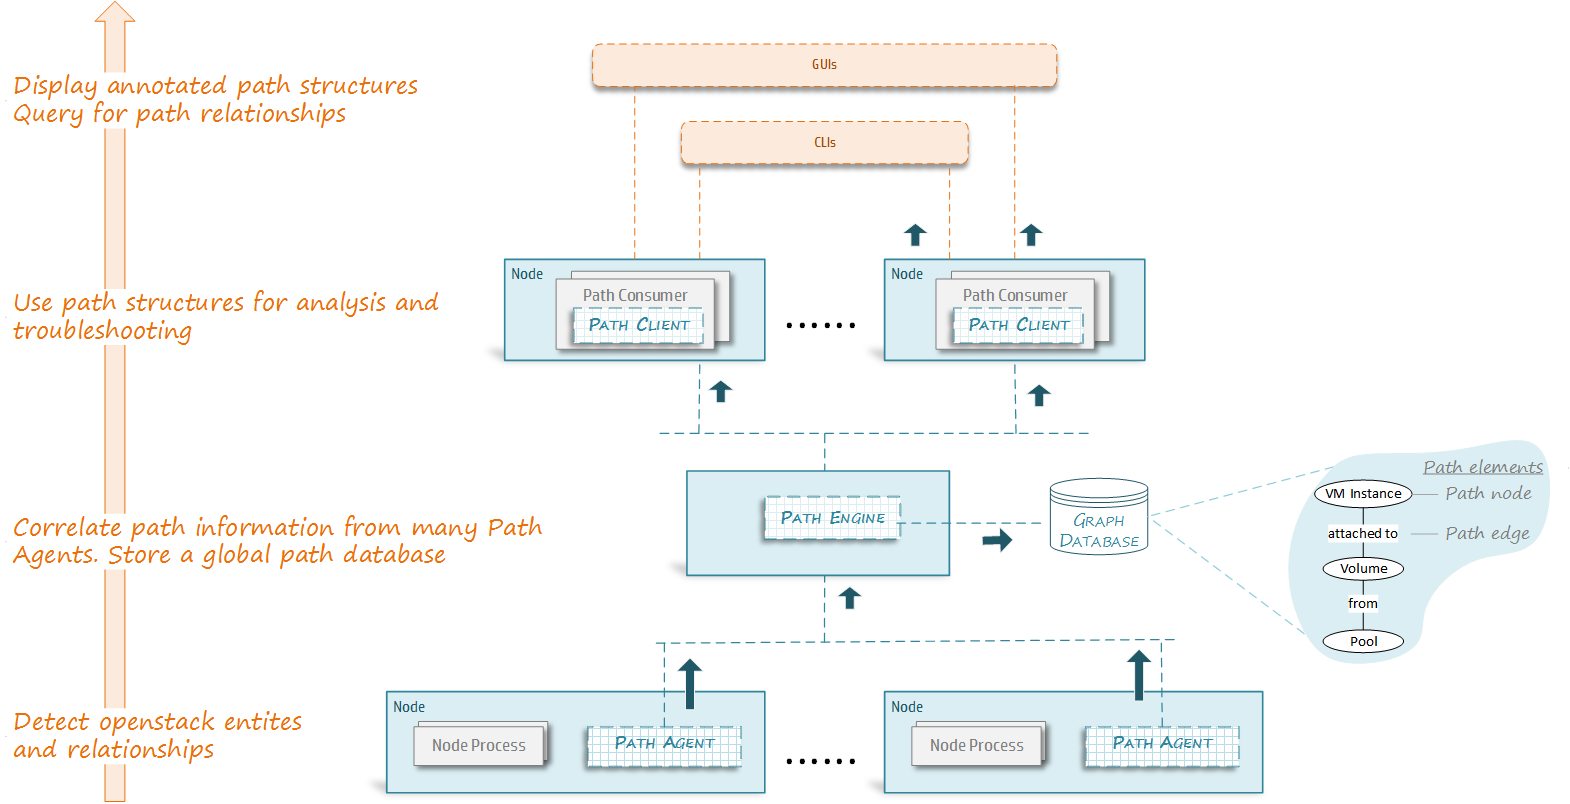 Display annotated path structures
Query for path relationships
GUIs
CLIs
Use path structures for analysis and
troubleshooting
Node
Path Consumer
PATH CLIENT
......
Node
Path Consumer
PATH CLIENT
Correlate path information from many Path
Agents. Store a global path database
PATH ENGINE
GRAPH
DATABASE
Path elements
VM Instance
Path node
attached to
Path edge
Volume
from
Pool
Detect openstack entites
and relationships
Node
Node Process
PATH AGENT
......
Node
Node Process
PATH AGENT